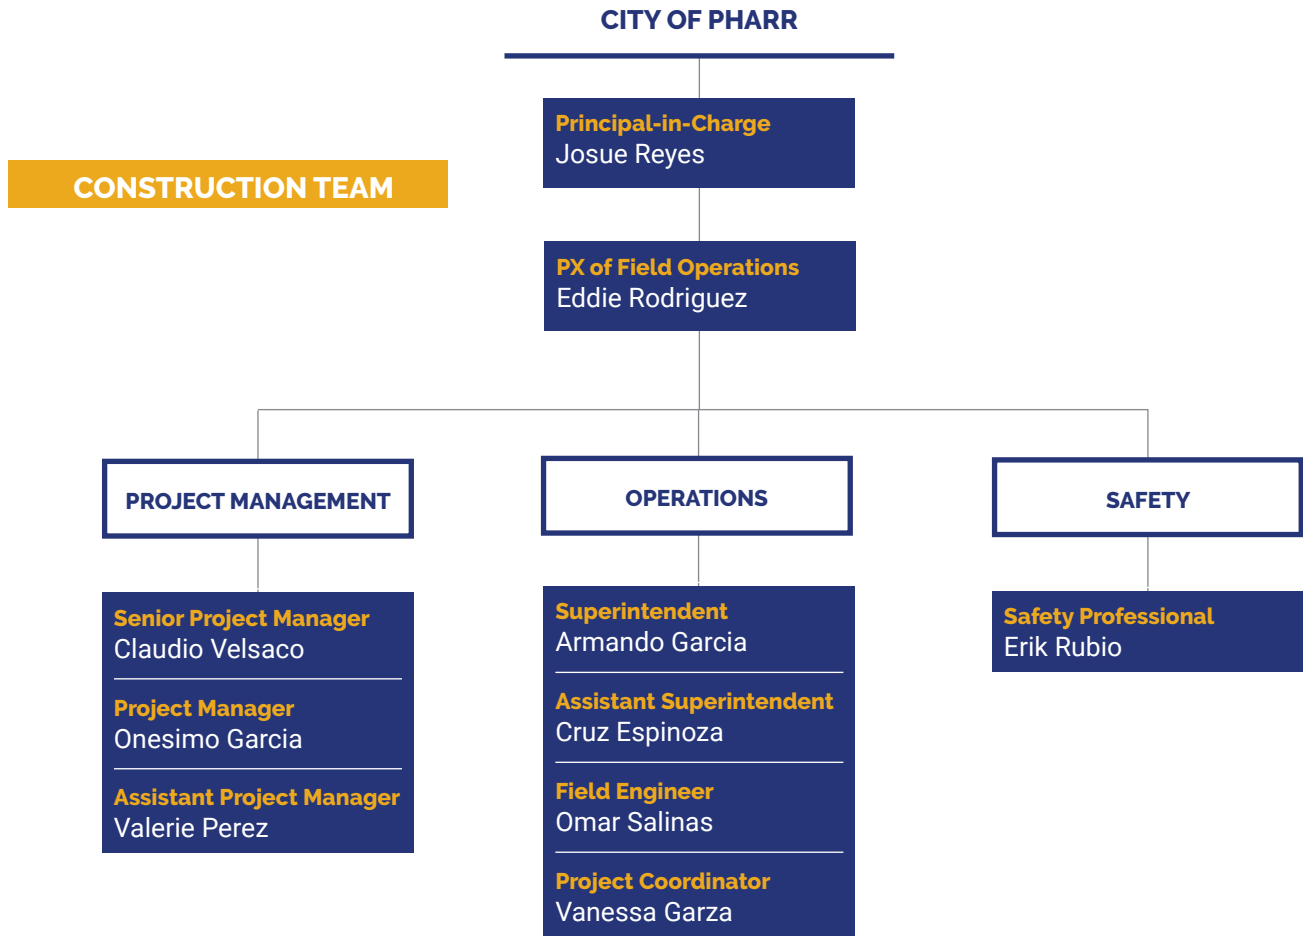 CITY OF PHARR
Principal-in-Charge
Josue Reyes
CONSTRUCTION TEAM
PX of Field Operations
Eddie Rodriguez
PROJECT MANAGEMENT
Senior Project Manager
Claudio Velsaco
Project Manager
Onesimo Garcia
Assistant Project Manager
Valerie Perez
OPERATIONS
Superintendent
Armando Garcia
Assistant Superintendent
Cruz Espinoza
Field Engineer
Omar Salinas
Project Coordinator
Vanessa Garza
SAFETY
Safety Professional
Erik Rubio